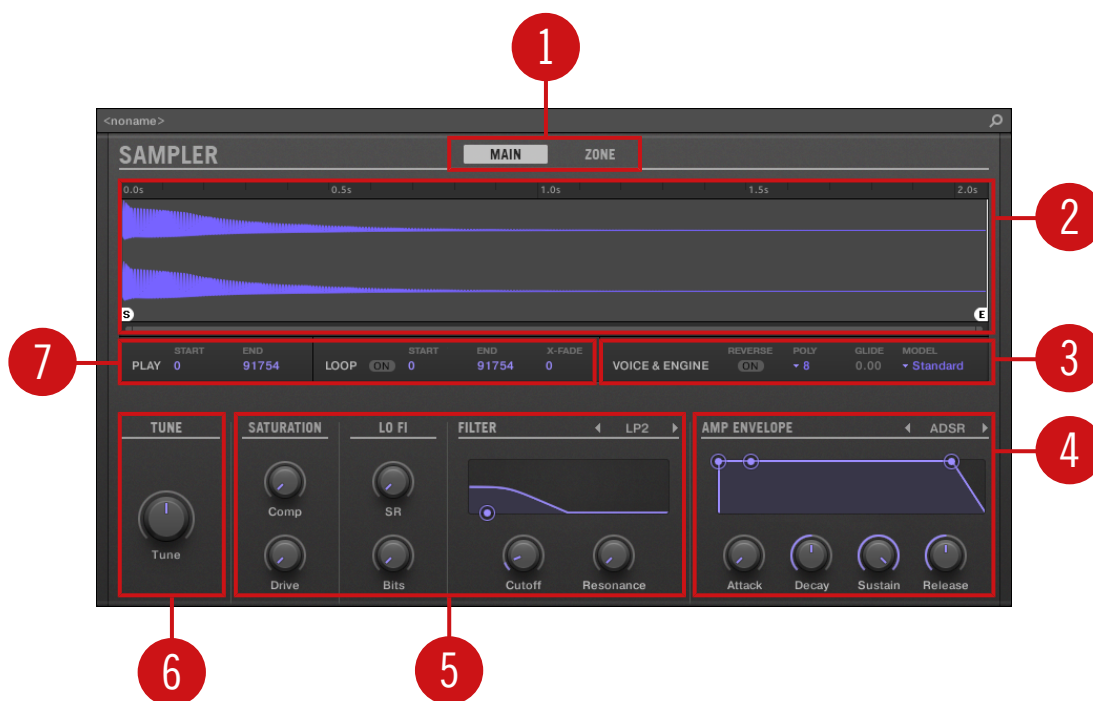 1
<noname>
SAMPLER
MAIN ZONE
0.0s 0.5s 1.0s 1.5s 2.0s
2
S E
7
PLAY START 0 END 91754 LOOP ON START 0 END 91754 X-FADE 0
VOICE & ENGINE REVERSE ON POLY 8 GLIDE 0.00 MODEL Standard
3
TUNE SATURATION LO FI FILTER LP2 AMP ENVELOPE ADSR
4
Comp SR
Tune
Drive Bits Cutoff Resonance Attack Decay Sustain Release
6 5